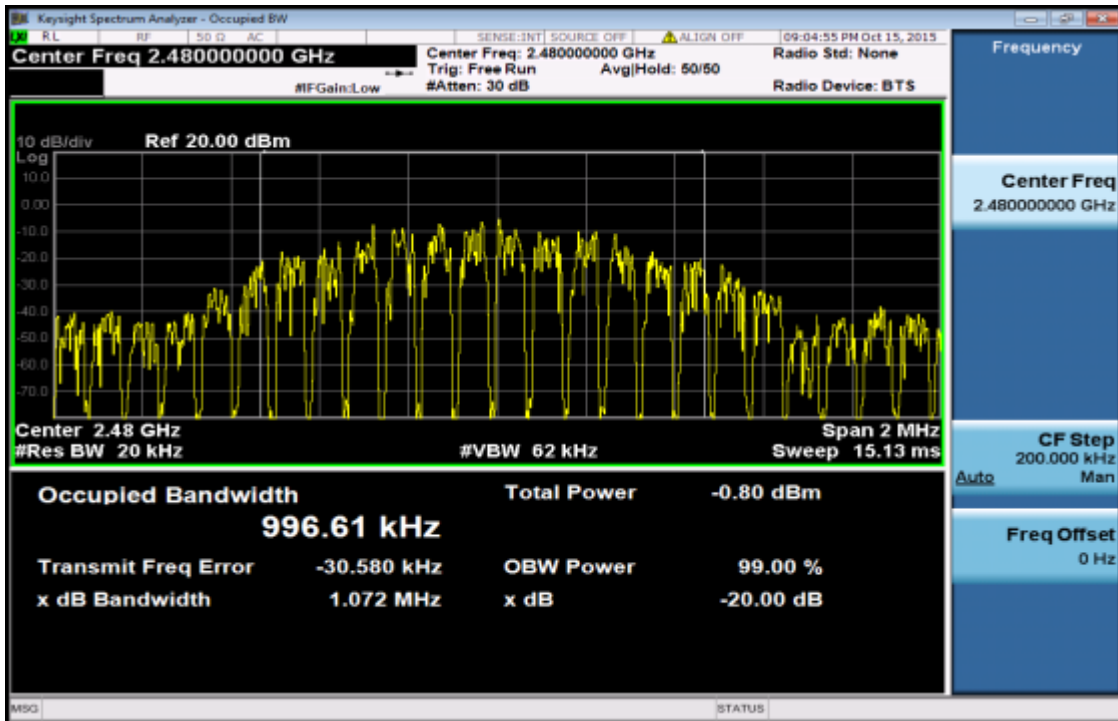 Keysight Spectrum Analyzer - Occupied BW
RL RF 50 Ω AC SENSE:INT SOURCE OFF ALIGN OFF 09:04:55 PM Oct 15, 2015
Center Freq 2.480000000 GHz
Center Freq: 2.480000000 GHz
Radio Std: None
Trig: Free Run Avg|Hold: 50/50
#IFGain:Low
#Atten: 30 dB
Radio Device: BTS
10 dB/div Ref 20.00 dBm
Log
10.0
0.00
-10.0
-20.0
-30.0
-40.0
-50.0
-60.0
-70.0
Center 2.48 GHz Span 2 MHz
#Res BW 20 kHz #VBW 62 kHz Sweep 15.13 ms
Occupied Bandwidth
996.61 kHz
Total Power -0.80 dBm
Transmit Freq Error -30.580 kHz OBW Power 99.00 %
x dB Bandwidth 1.072 MHz x dB -20.00 dB
Frequency
Center Freq
2.480000000 GHz
CF Step
200.000 kHz
Auto Man
Freq Offset
0 Hz
MSG STATUS